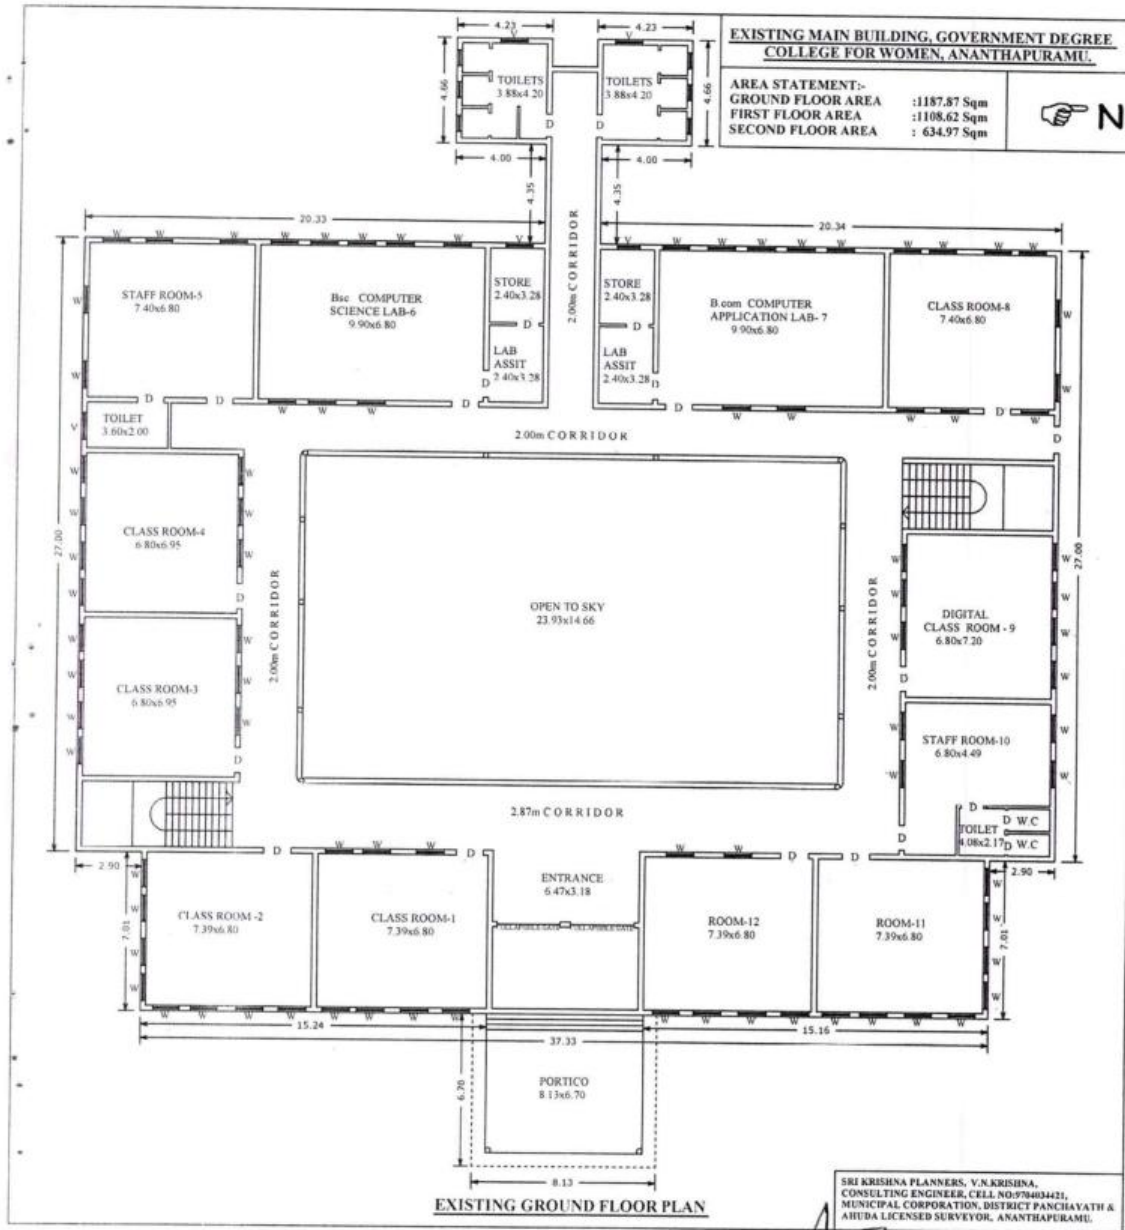 EXISTING MAIN BUILDING, GOVERNMENT DEGREE
COLLEGE FOR WOMEN, ANANTHAPURAMU.
AREA STATEMENT:-
GROUND FLOOR AREA :1187.87 Sqm
FIRST FLOOR AREA :1108.62 Sqm
SECOND FLOOR AREA : 634.97 Sqm
N
4.23
4.23
V
V
4.66
TOILETS
3.88x4.20
TOILETS
3.88x4.20
4.66
D
D
4.00
4.00
4.35
4.35
20.33
20.34
2.00m CORRIDOR
W W W W W W W W V
V W W W W W W W W W
STAFF ROOM-5
7.40x6.80
Bsc COMPUTER
SCIENCE LAB-6
9.90x6.80
STORE
2.40x3.28
D
LAB
ASSIT
2.40x3.28
D
STORE
2.40x3.28
D
LAB
ASSIT
2.40x3.28
D
B.com COMPUTER
APPLICATION LAB- 7
9.90x6.80
CLASS ROOM-8
7.40x6.80
W
W
W
W
D D W W W D
D W W W W D W
TOILET
3.60x2.00
V
2.00m CORRIDOR
D
27.00
27.00
CLASS ROOM-4
6.80x6.95
W
W
W
W
W
W
W
D
CLASS ROOM-3
6.80x6.95
W
W
W
W
W
W
W
D
2.00m CORRIDOR
OPEN TO SKY
23.93x14.66
2.00m CORRIDOR
DIGITAL
CLASS ROOM - 9
6.80x7.20
W
W
W
W
W
W
W
D
STAFF ROOM-10
6.80x4.49
W
W
W
W
D
D W.C
TOILET
4.08x2.17
D W.C
D
2.87m CORRIDOR
2.90
2.90
D W W D
W W D D
ENTRANCE
6.47x3.18
COLLAPSIBLE GATE COLLAPSIBLE GATE
CLASS ROOM -2
7.39x6.80
CLASS ROOM-1
7.39x6.80
ROOM-12
7.39x6.80
ROOM-11
7.39x6.80
7.01
7.01
W
W
W
W
W
W
W
W
W W W W W W W W
W W W W W W W W
15.24
15.16
37.33
6.70
PORTICO
8.13x6.70
8.13
EXISTING GROUND FLOOR PLAN
SRI KRISHNA PLANNERS, V.N.KRISHNA,
CONSULTING ENGINEER, CELL NO:9704034421,
MUNICIPAL CORPORATION, DISTRICT PANCHAYATH &
AHUDA LICENSED SURVEYOR, ANANTHAPURAMU.